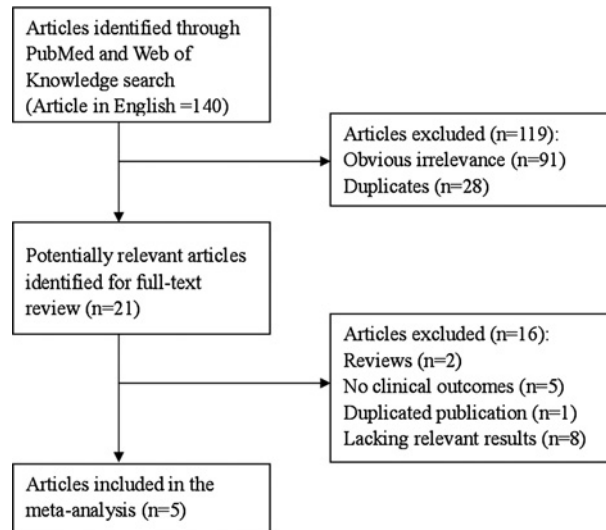 Articles identified through
PubMed and Web of
Knowledge search
(Article in English =140)
Articles excluded (n=119):
Obvious irrelevance (n=91)
Duplicates (n=28)
Potentially relevant articles
identified for full-text
review (n=21)
Articles excluded (n=16):
Reviews (n=2)
No clinical outcomes (n=5)
Duplicated publication (n=1)
Lacking relevant results (n=8)
Articles included in the
meta-analysis (n=5)